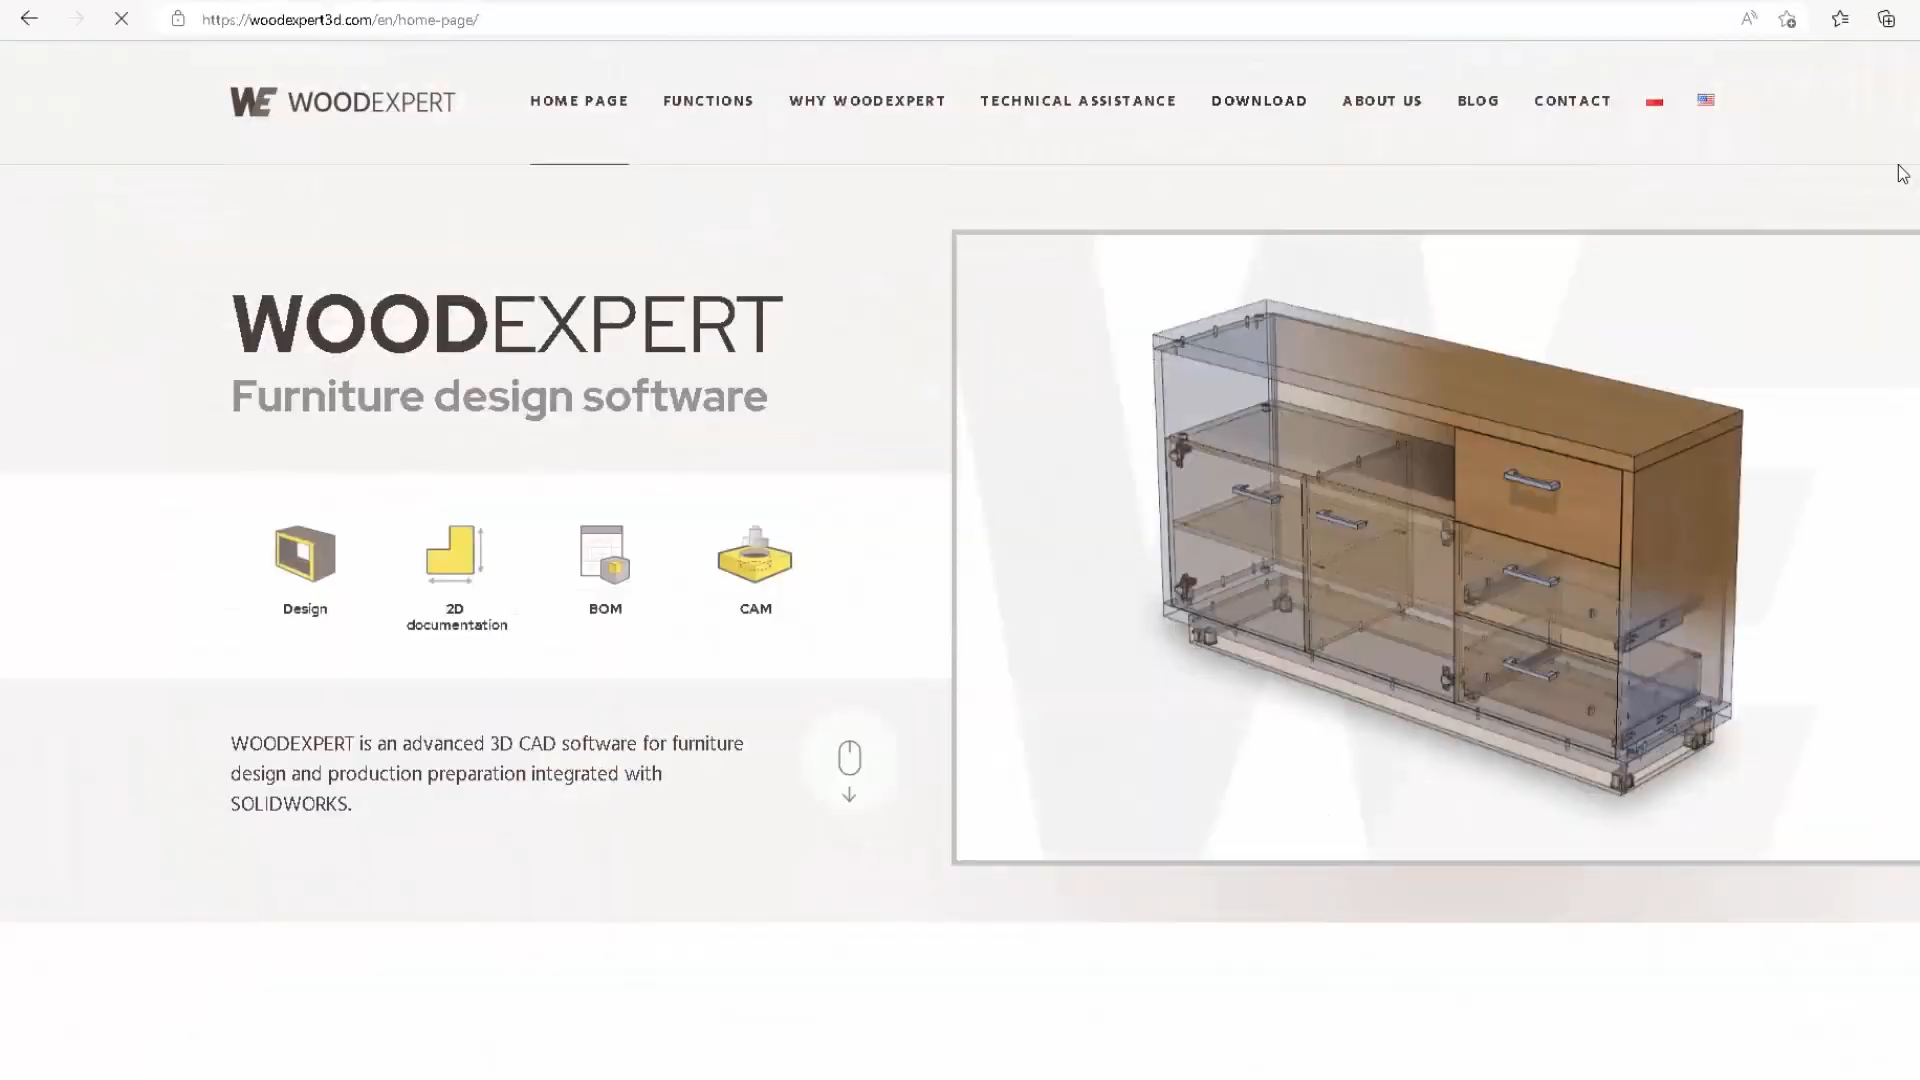 https://woodexpert3d.com/en/home-page/
WE WOODEXPERT
HOME PAGE
FUNCTIONS
WHY WOODEXPERT
TECHNICAL ASSISTANCE
DOWNLOAD
ABOUT US
BLOG
CONTACT
WOODEXPERT
Furniture design software
Design
2D
documentation
BOM
CAM
WOODEXPERT is an advanced 3D CAD software for furniture
design and production preparation integrated with
SOLIDWORKS.